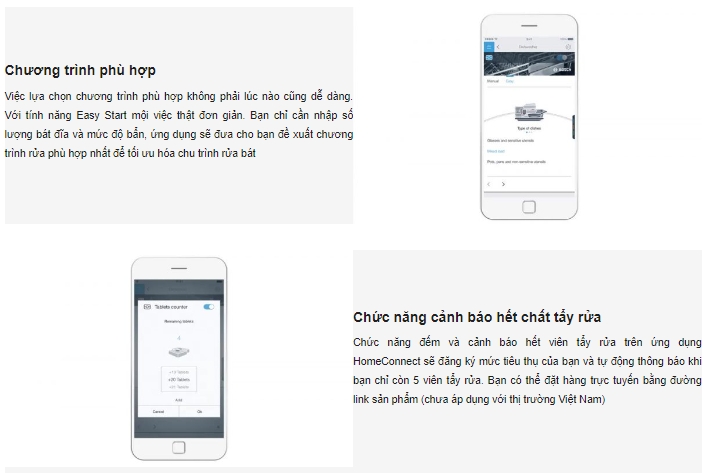 Chương trình phù hợp
Việc lựa chọn chương trình phù hợp không phải lúc nào cũng dễ dàng.
Với tính năng Easy Start mọi việc thật đơn giản. Bạn chỉ cần nhập số
lượng bát đĩa và mức độ bẩn, ứng dụng sẽ đưa cho bạn đề xuất chương
trình rửa phù hợp nhất để tối ưu hóa chu trình rửa bát
BOSCH
Manual Easy
Type of dishes
Glasses and sensitive utensils
Mixed load
Pots, pans and non-sensitive utensils
Tablets counter
Remaining tablets
+10 Tablets
+20 Tablets
Add
Cancel Ok
Chức năng cảnh báo hết chất tẩy rửa
Chức năng đếm và cảnh báo hết viên tẩy rửa trên ứng dụng
HomeConnect sẽ đăng ký mức tiêu thụ của bạn và tự động thông báo khi
bạn chỉ còn 5 viên tẩy rửa. Bạn có thể đặt hàng trực tuyến bằng đường
link sản phẩm (chưa áp dụng với thị trường Việt Nam)